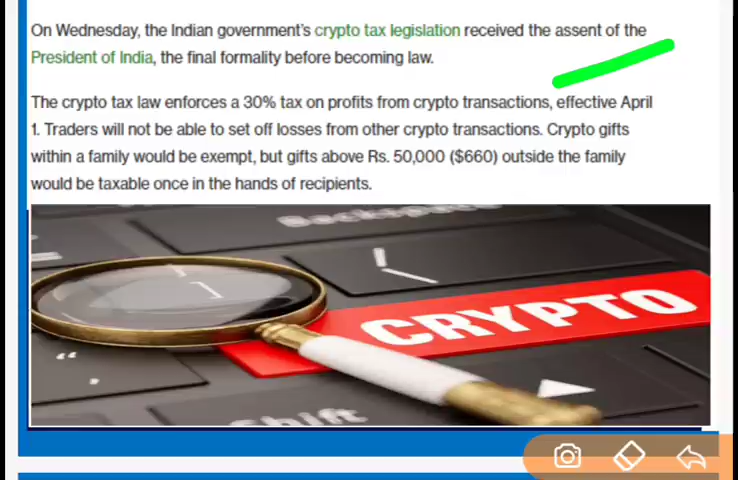 On Wednesday, the Indian government's crypto tax legislation received the assent of the
President of India, the final formality before becoming law.
The crypto tax law enforces a 30% tax on profits from crypto transactions, effective April
1. Traders will not be able to set off losses from other crypto transactions. Crypto gifts
within a family would be exempt, but gifts above Rs. 50,000 ($660) outside the family
would be taxable once in the hands of recipients.
Backspace
CRYPTO
Shift